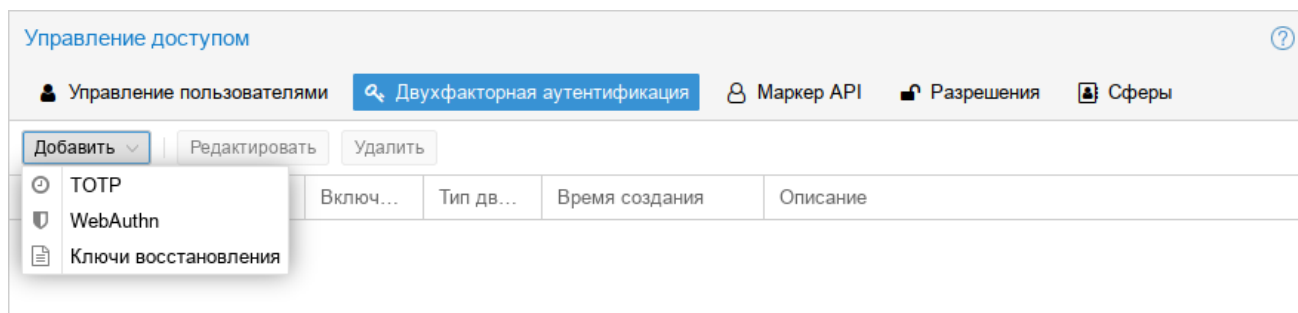 Управление доступом
Управление пользователями Двухфакторная аутентификация Маркер API Разрешения Сферы
Добавить Редактировать Удалить
TOTP
Включ... Тип дв... Время создания Описание
WebAuthn
Ключи восстановления